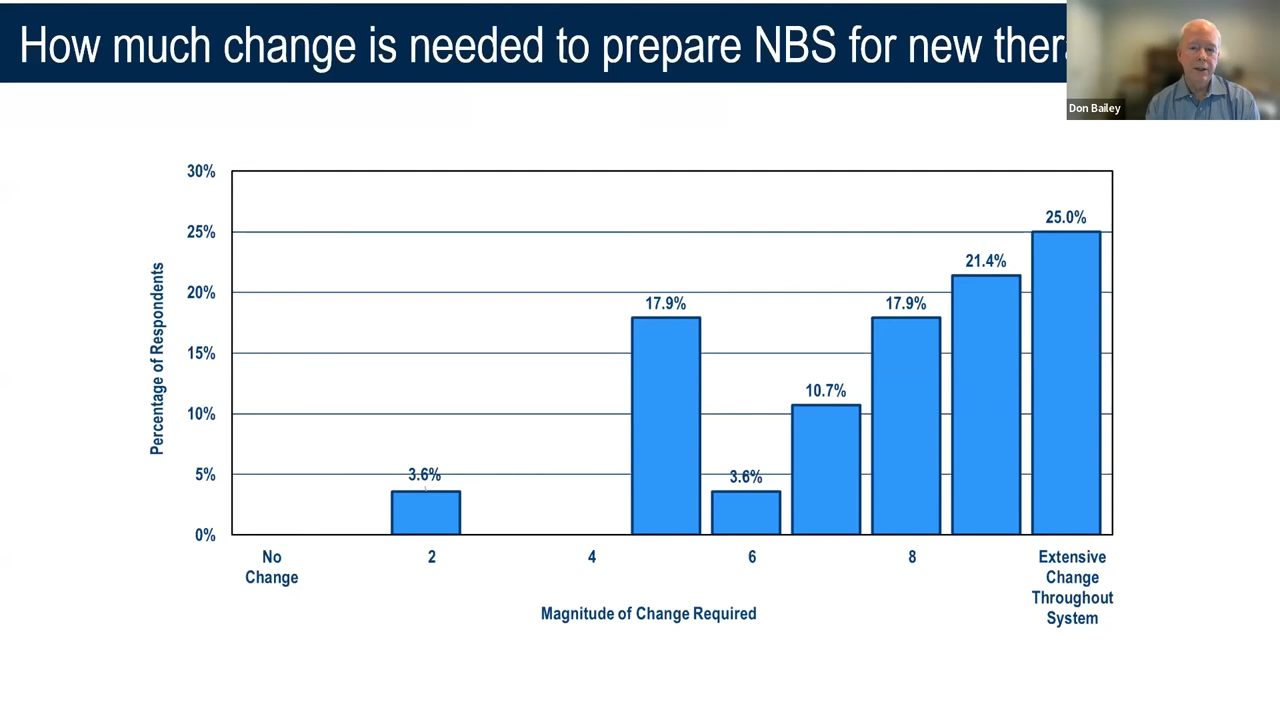 How much change is needed to prepare NBS for new
Don Bailey
30%
25%
20%
15%
10%
5%
0%
Percentage of Respondents
3.6%
17.9%
3.6%
10.7%
17.9%
21.4%
25.0%
No
Change
2
4
6
8
Extensive
Change
Throughout
System
Magnitude of Change Required